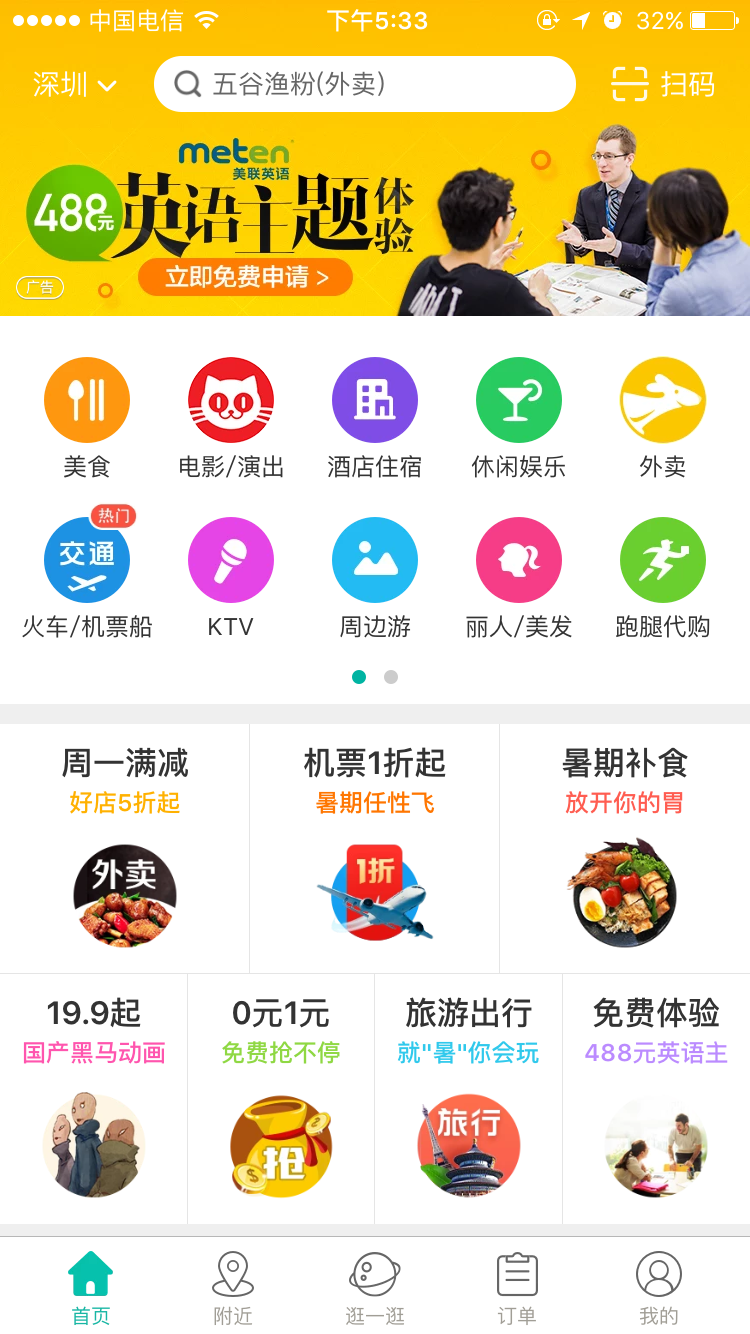 中国电信
下午5:33
32%
深圳
五谷渔粉(外卖)
扫码
meten
美联英语
488元
英语主题体验
立即免费申请 >
广告
美食
电影/演出
酒店住宿
休闲娱乐
外卖
热门
交通
火车/机票船
KTV
周边游
丽人/美发
跑腿代购
周一满减
机票1折起
暑期补食
好店5折起
暑期任性飞
放开你的胃
外卖
1折
19.9起
0元1元
旅游出行
免费体验
国产黑马动画
免费抢不停
就"暑"你会玩
488元英语主
抢
旅行
首页
附近
逛一逛
订单
我的